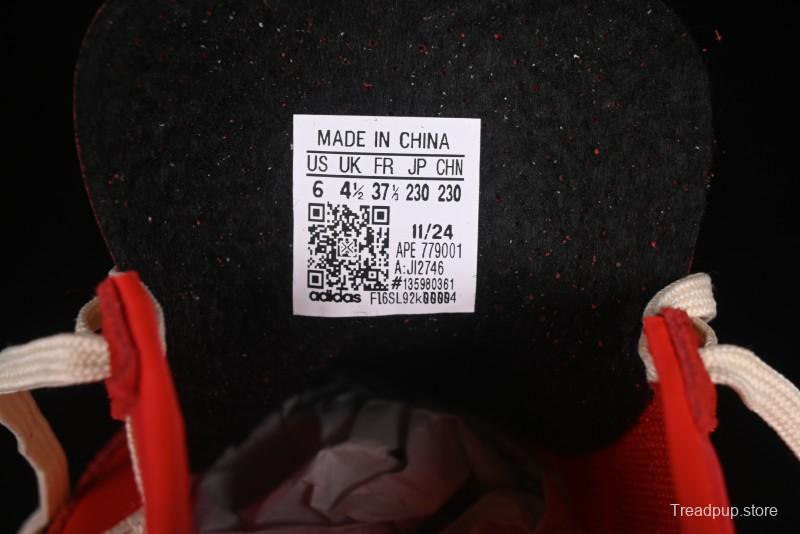 MADE IN CHINA
US UK FR JP CHN
6 4½ 37⅓ 230 230
11/24
APE 779001
A:JI2746
#135980361
adidas Fl6SL92k00004
Treadpup.store